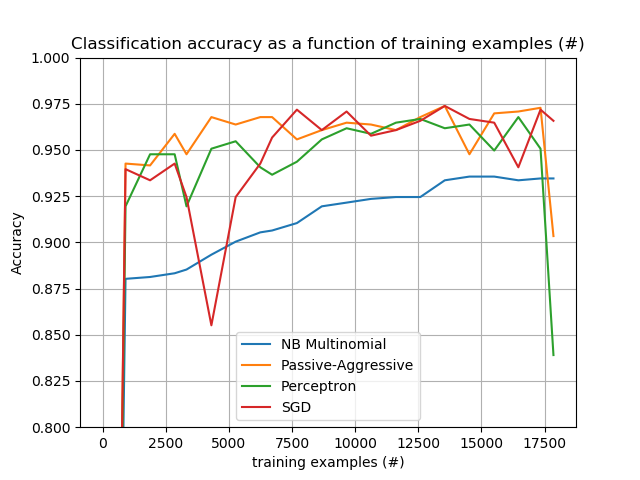 Classification accuracy as a function of training examples (#)
1.000
0.975
0.950
0.925
0.900
0.875
0.850
0.825
0.800
Accuracy
NB Multinomial
Passive-Aggressive
Perceptron
SGD
0 2500 5000 7500 10000 12500 15000 17500
training examples (#)